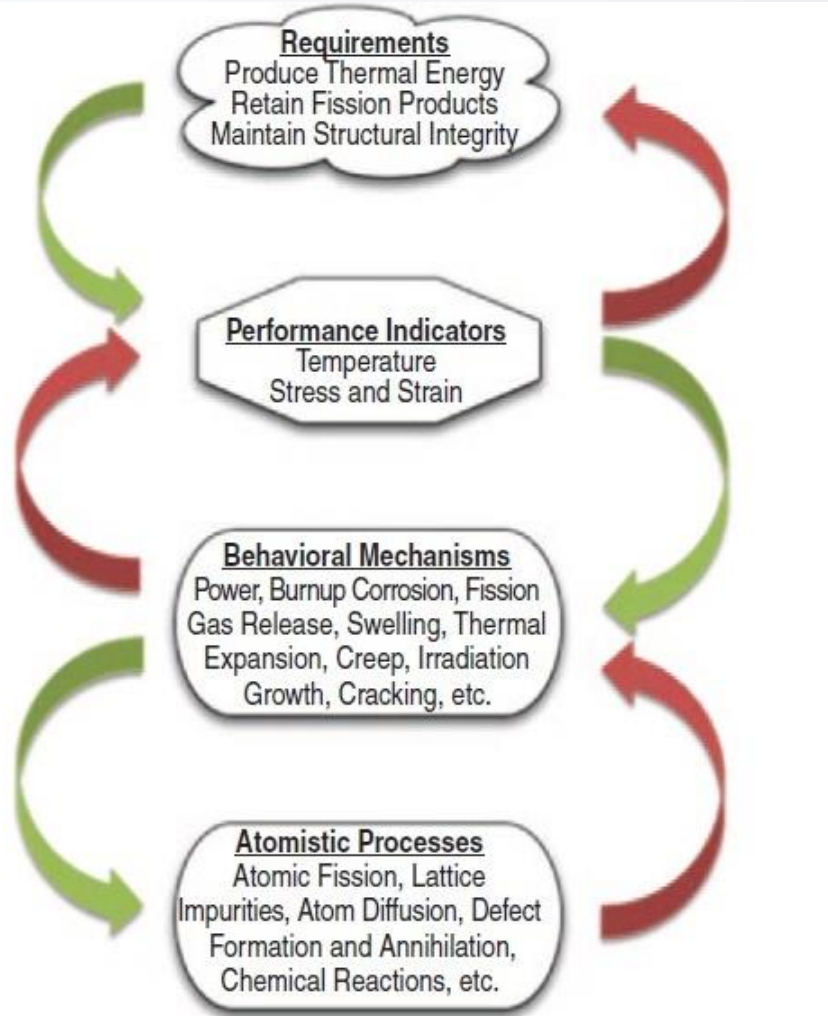 Requirements
Produce Thermal Energy
Retain Fission Products
Maintain Structural Integrity
Performance Indicators
Temperature
Stress and Strain
Behavioral Mechanisms
Power, Burnup Corrosion, Fission
Gas Release, Swelling, Thermal
Expansion, Creep, Irradiation
Growth, Cracking, etc.
Atomistic Processes
Atomic Fission, Lattice
Impurities, Atom Diffusion, Defect
Formation and Annihilation,
Chemical Reactions, etc.